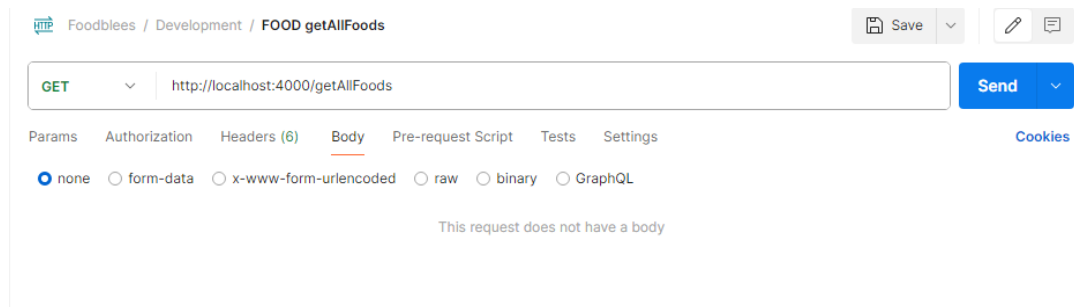 HTTP Foodblees / Development / FOOD getAllFoods Save
GET http://localhost:4000/getAllFoods Send
Params Authorization Headers (6) Body Pre-request Script Tests Settings Cookies
none form-data x-www-form-urlencoded raw binary GraphQL
This request does not have a body